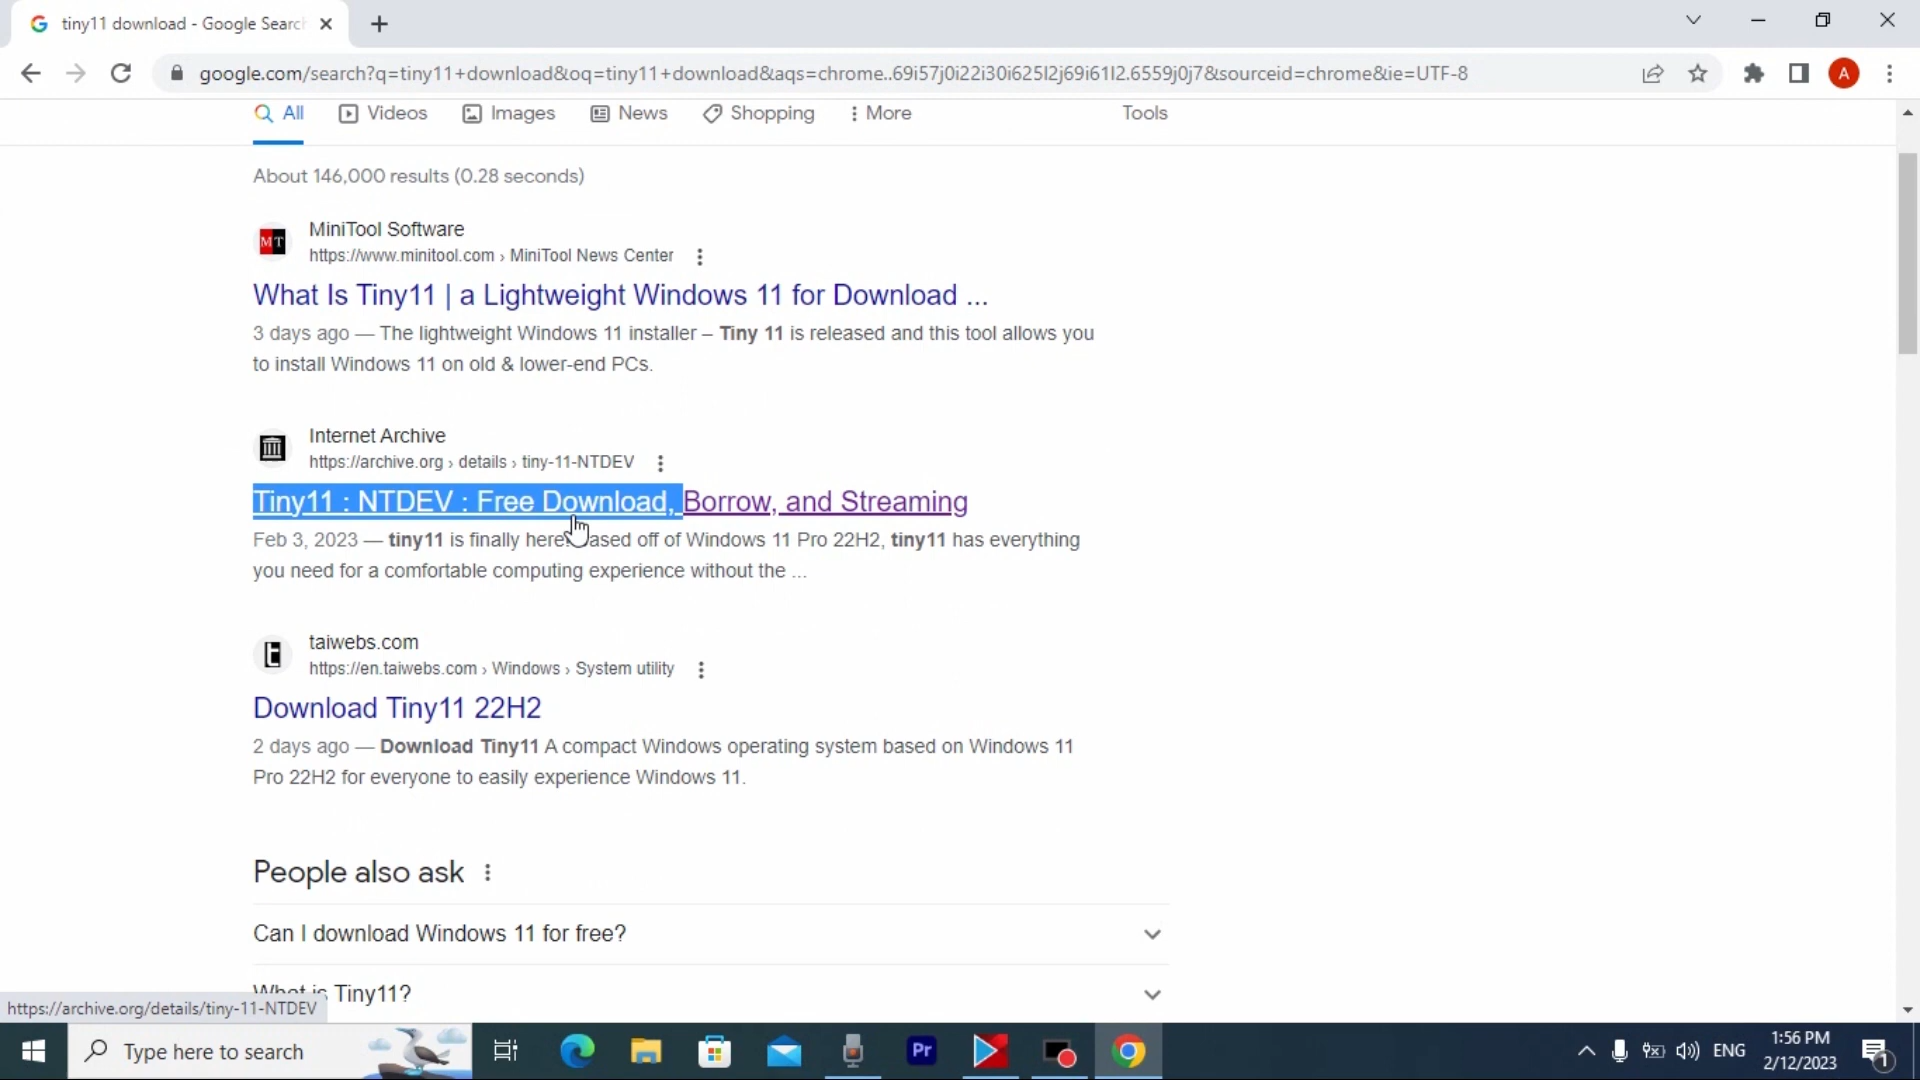 tiny11 download - Google Searc
google.com/search?q=tiny11+download&oq=tiny11+download&aqs=chrome..69i57j0i22i30i625l2j69i61l2.6559j0j7&sourceid=chrome&ie=UTF-8
A
All Videos Images News Shopping More Tools
About 146,000 results (0.28 seconds)
MT
MiniTool Software
https://www.minitool.com › MiniTool News Center
What Is Tiny11 | a Lightweight Windows 11 for Download ...
3 days ago — The lightweight Windows 11 installer – Tiny 11 is released and this tool allows you
to install Windows 11 on old & lower-end PCs.
Internet Archive
https://archive.org › details › tiny-11-NTDEV
Tiny11 : NTDEV : Free Download, Borrow, and Streaming
Feb 3, 2023 — tiny11 is finally here! ased off of Windows 11 Pro 22H2, tiny11 has everything
you need for a comfortable computing experience without the ...
taiwebs.com
https://en.taiwebs.com › Windows › System utility
Download Tiny11 22H2
2 days ago — Download Tiny11 A compact Windows operating system based on Windows 11
Pro 22H2 for everyone to easily experience Windows 11.
People also ask
Can I download Windows 11 for free?
What is Tiny11?
https://archive.org/details/tiny-11-NTDEV
Type here to search
Pr
ENG
1:56 PM
2/12/2023
1